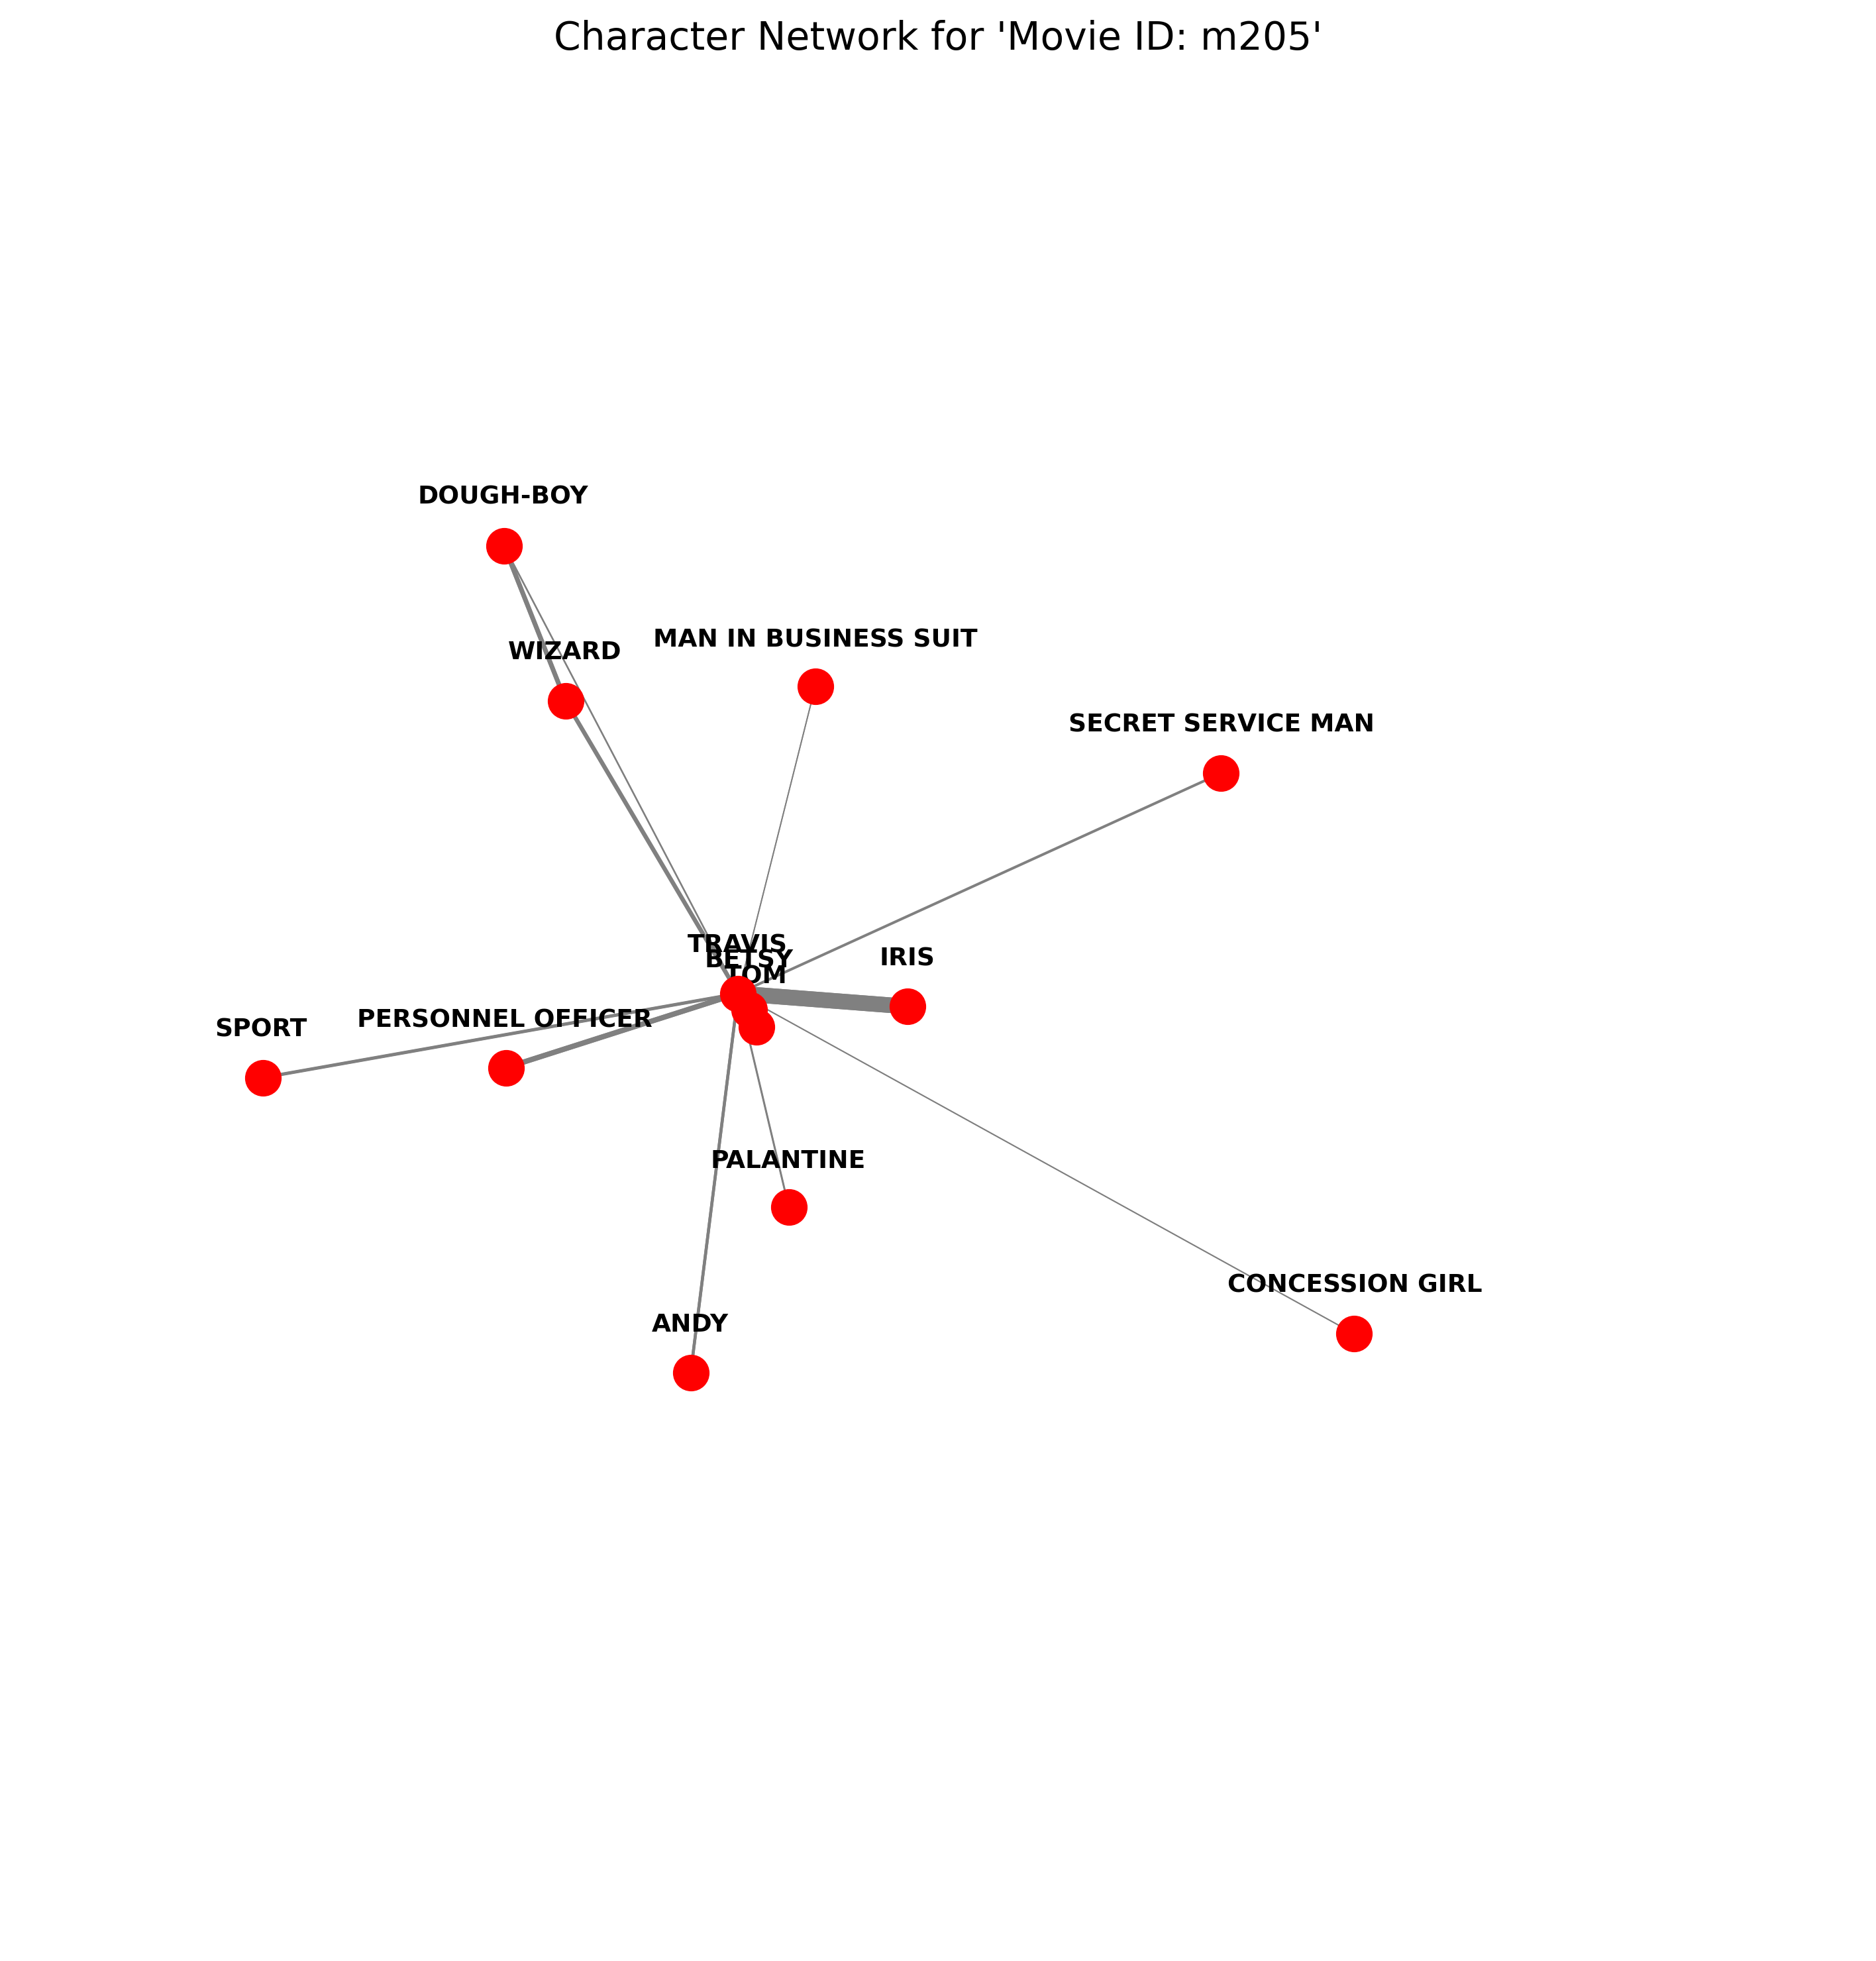 Character Network for 'Movie ID: m205'
DOUGH-BOY
MAN IN BUSINESS SUIT
WIZARD
SECRET SERVICE MAN
TRAVIS
BETSY
IRIS
TOM
PERSONNEL OFFICER
SPORT
PALANTINE
CONCESSION GIRL
ANDY